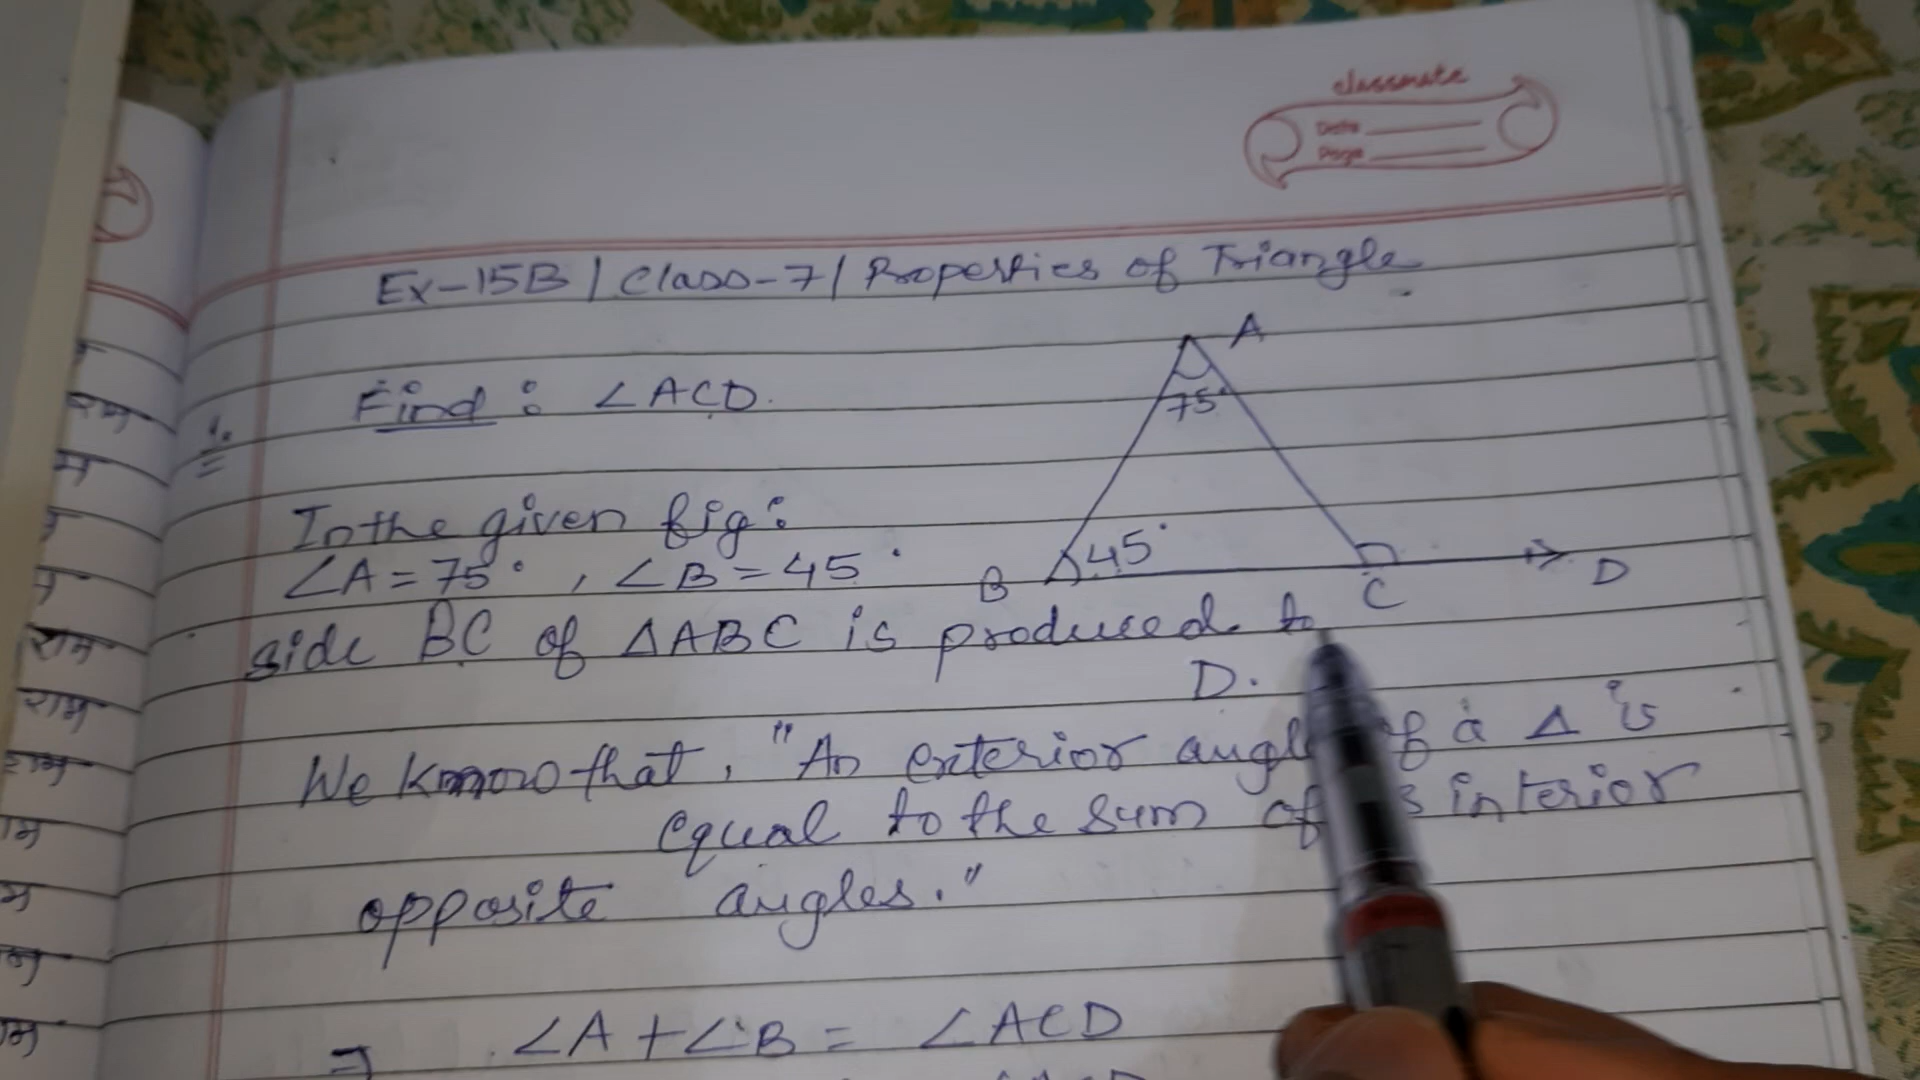 classmate
Date
Page
Ex-15B | Class-7 | Properties of Triangle
1.
Find : ∠ACD.
A
75°
In the given fig:
∠A = 75° , ∠B = 45°
B
45°
C
D
side BC of ΔABC is produced to
D.
We know that, "An exterior angl of a Δ is
equal to the sum of interior
opposite angles."
⇒ ∠A + ∠B = ∠ACD
राम
राम
राम